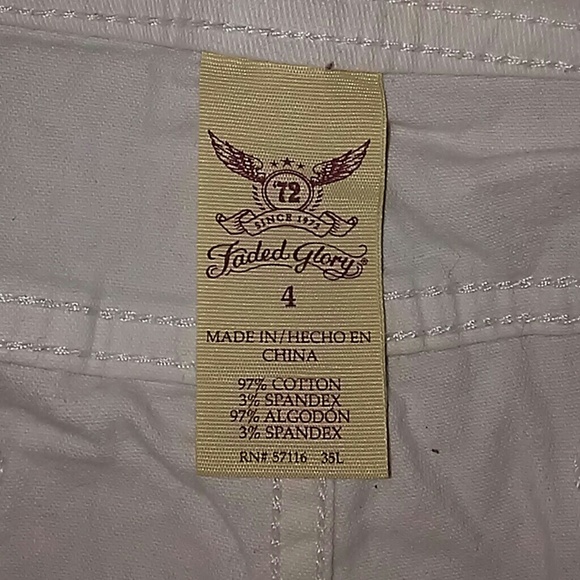 '72
SINCE 1972
Faded Glory®
4
MADE IN/HECHO EN
CHINA
97% COTTON
3% SPANDEX
97% ALGODÓN
3% SPANDEX
RN# 57116 35L